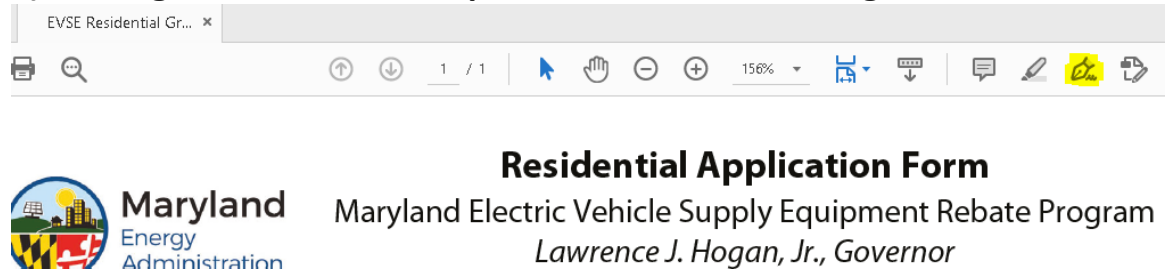 EVSE Residential Gr... ×
1 / 1
156%
Residential Application Form
Maryland Electric Vehicle Supply Equipment Rebate Program
Lawrence J. Hogan, Jr., Governor
Maryland
Energy
Administration